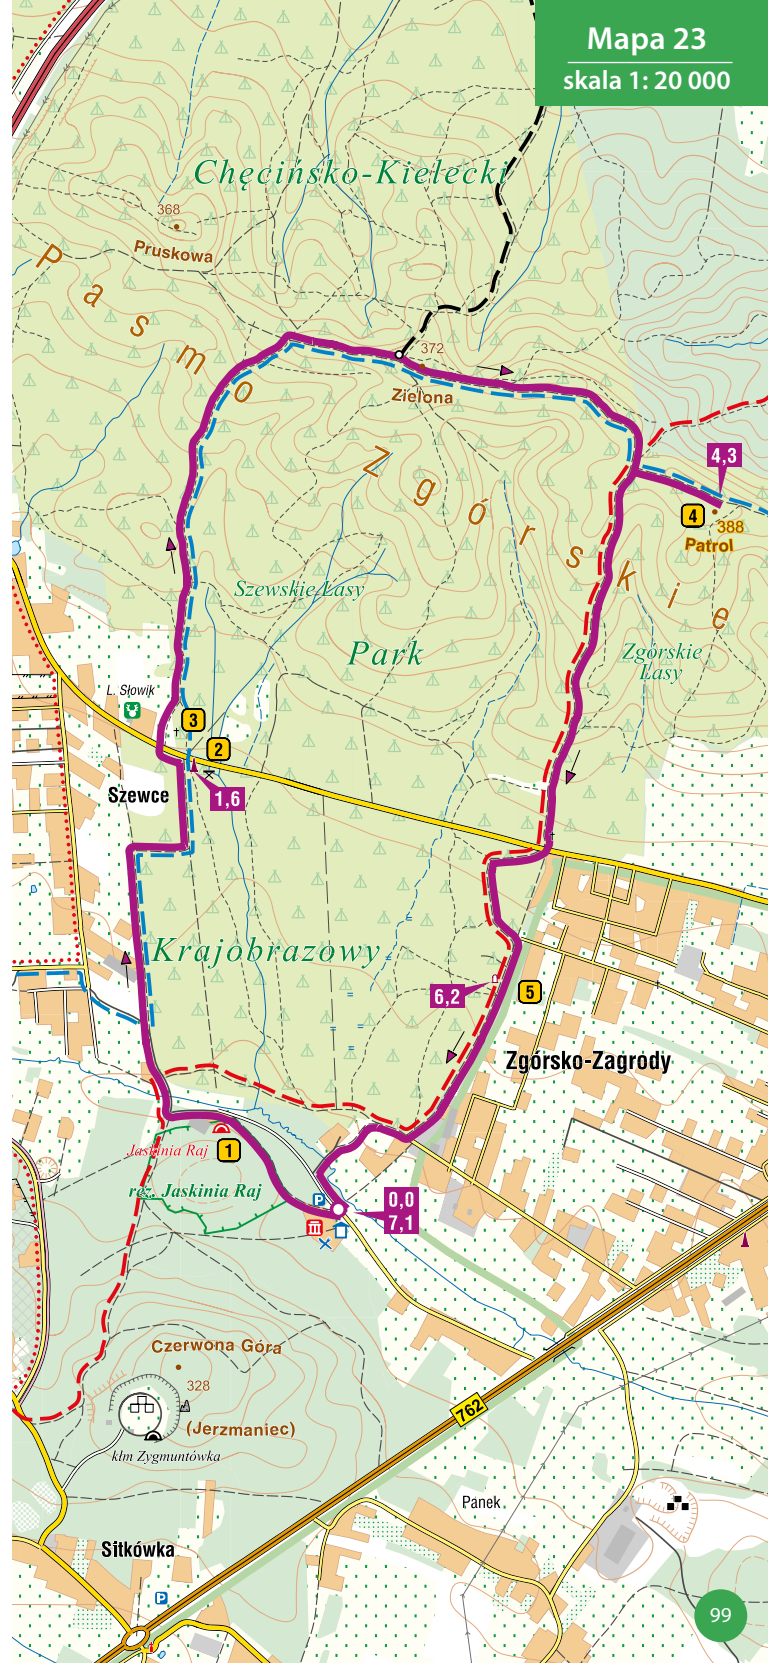 Mapa 23
skala 1: 20 000
Chęcińsko-Kielecki
368
Pruskowa
Pasmo
372
Zielona
Zgórskie
4,3
4
388
Patrol
Szewskie Lasy
Park
Zgórskie
Lasy
L. Słowik
3
2
1,6
Szewce
Krajobrazowy
6,2
5
Zgórsko-Zagrody
Jaskinia Raj
1
rez. Jaskinia Raj
P
0,0
7,1
Czerwona Góra
328
(Jerzmaniec)
kłm Zygmuntówka
762
Panek
Sitkówka
P
99